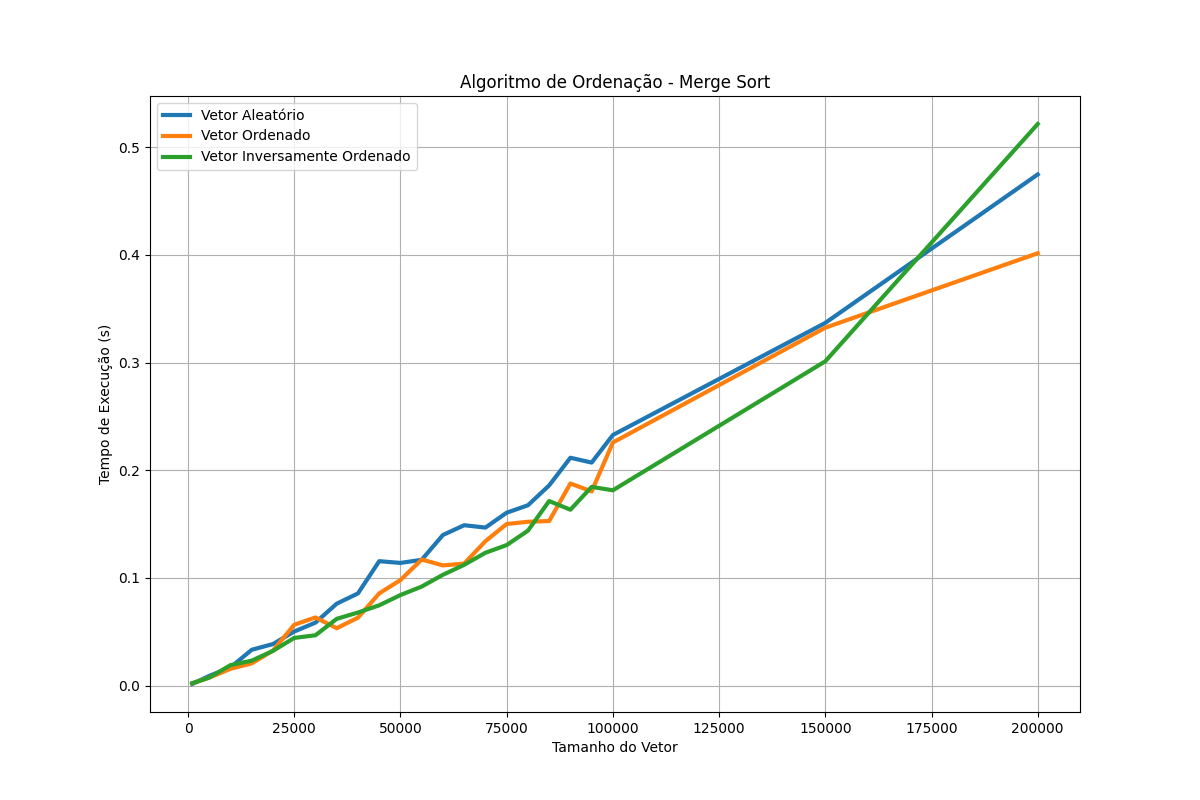 Algoritmo de Ordenação - Merge Sort
Vetor Aleatório
Vetor Ordenado
Vetor Inversamente Ordenado
0.5
0.4
0.3
0.2
0.1
0.0
Tempo de Execução (s)
0 25000 50000 75000 100000 125000 150000 175000 200000
Tamanho do Vetor